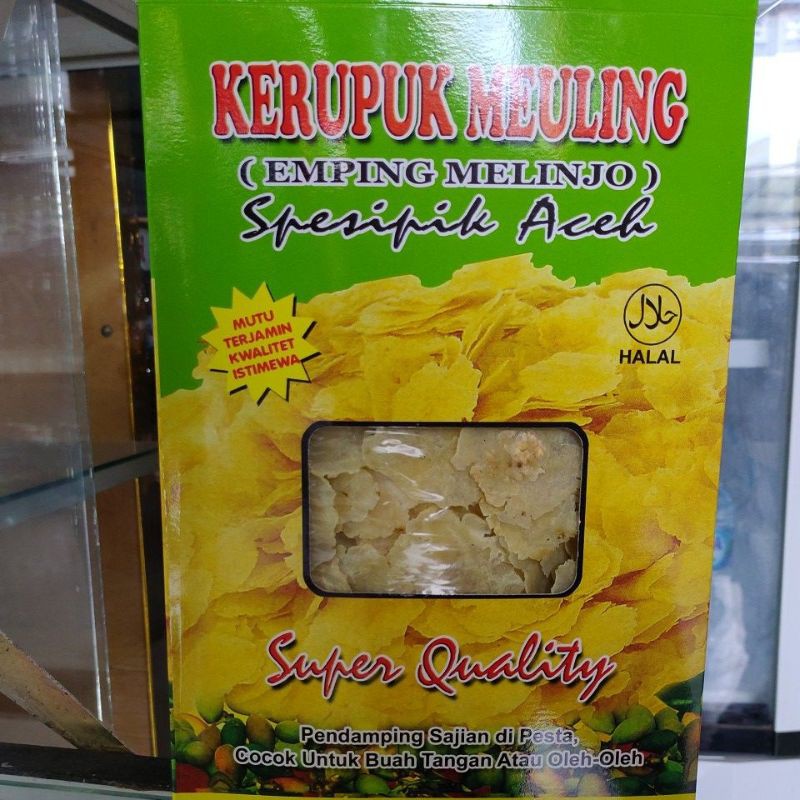 KERUPUK MEULING
( EMPING MELINJO )
Spesipik Aceh
MUTU
TERJAMIN
KWALITET
ISTIMEWA
حلال
HALAL
Super Quality
Pendamping Sajian di Pesta,
Cocok Untuk Buah Tangan Atau Oleh-Oleh